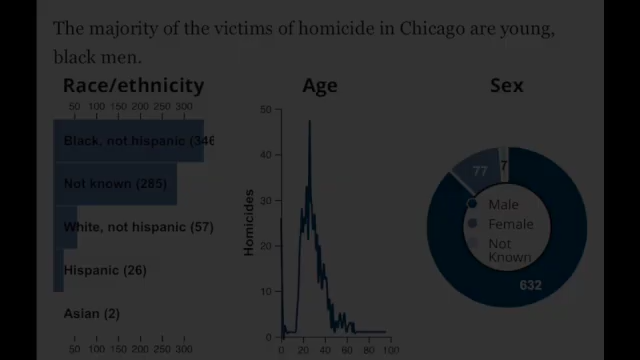 The majority of the victims of homicide in Chicago are young,
black men.
Race/ethnicity
50 100 150 200 250 300
Black, not hispanic (346
Not known (285)
White, not hispanic (57)
Hispanic (26)
Asian (2)
50 100 150 200 250 300
Age
50
40
30
20
10
0
Homicides
0 20 40 60 80 100
Sex
77
7
Male
Female
Not
Known
632